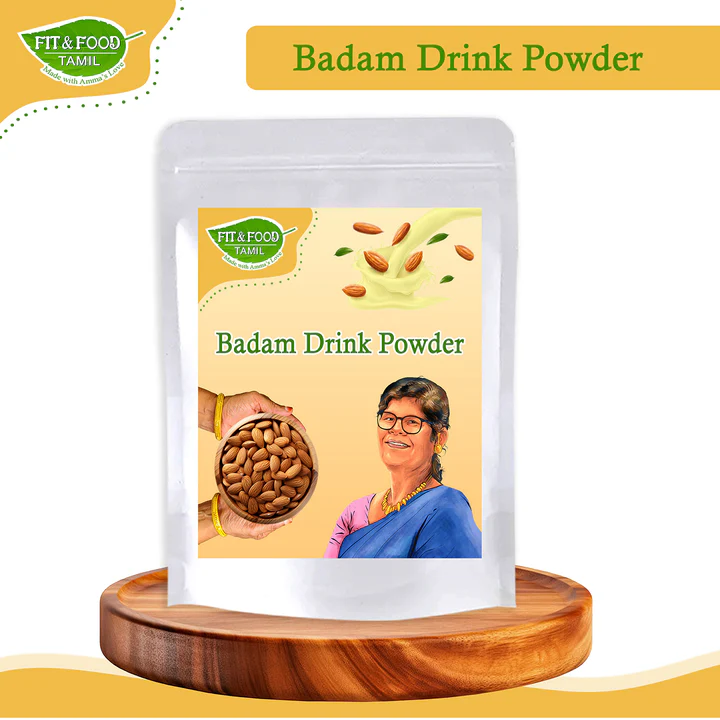 FIT & FOOD
TAMIL
Made with Amma's Love
Badam Drink Powder
FIT & FOOD
TAMIL
Made with Amma's Love
Badam Drink Powder